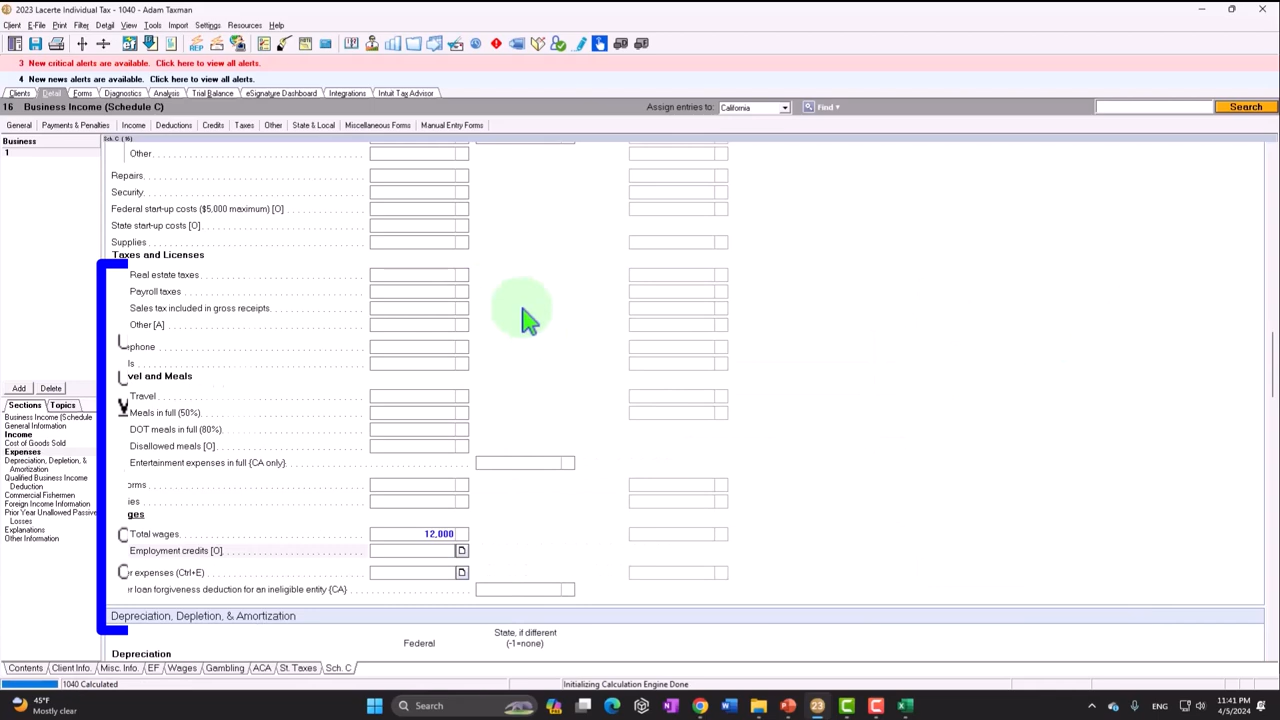 2023 Lacerte Individual Tax - 1040 - Adam Taxman
Client E-File Print Filter Detail View Tools Import Settings Resources Help
3 New critical alerts are available. Click here to view all alerts.
4 New news alerts are available. Click here to view all alerts.
Clients Detail Forms Diagnostics Analysis Trial Balance eSignature Dashboard Integrations Intuit Tax Advisor
16 Business Income (Schedule C) Assign entries to: California Find Search
General Payments & Penalties Income Deductions Credits Taxes Other State & Local Miscellaneous Forms Manual Entry Forms
Business
1
Add Delete
Sections Topics
Business Income (Schedule
General Information
Income
Cost of Goods Sold
Expenses
Depreciation, Depletion, &
Amortization
Qualified Business Income
Deduction
Commercial Fishermen
Foreign Income Information
Prior Year Unallowed Passive
Losses
Explanations
Other Information
Sch. C (16)
Other
Repairs
Security
Federal start-up costs ($5,000 maximum) [O]
State start-up costs [O]
Supplies
Taxes and Licenses
Real estate taxes
Payroll taxes
Sales tax included in gross receipts
Other [A]
ephone
ls
vel and Meals
Travel
Meals in full (50%)
DOT meals in full (80%)
Disallowed meals [O]
Entertainment expenses in full {CA only}
orms
ies
ges
Total wages 12,000
Employment credits [O]
er expenses (Ctrl+E)
er loan forgiveness deduction for an ineligible entity {CA}
Depreciation, Depletion, & Amortization
Federal
State, if different
(-1=none)
Depreciation
Contents Client Info. Misc. Info. EF Wages Gambling ACA St. Taxes Sch. C
1040 Calculated Initializing Calculation Engine Done
45°F
Mostly clear
Search
23
ENG
11:41 PM
4/5/2024